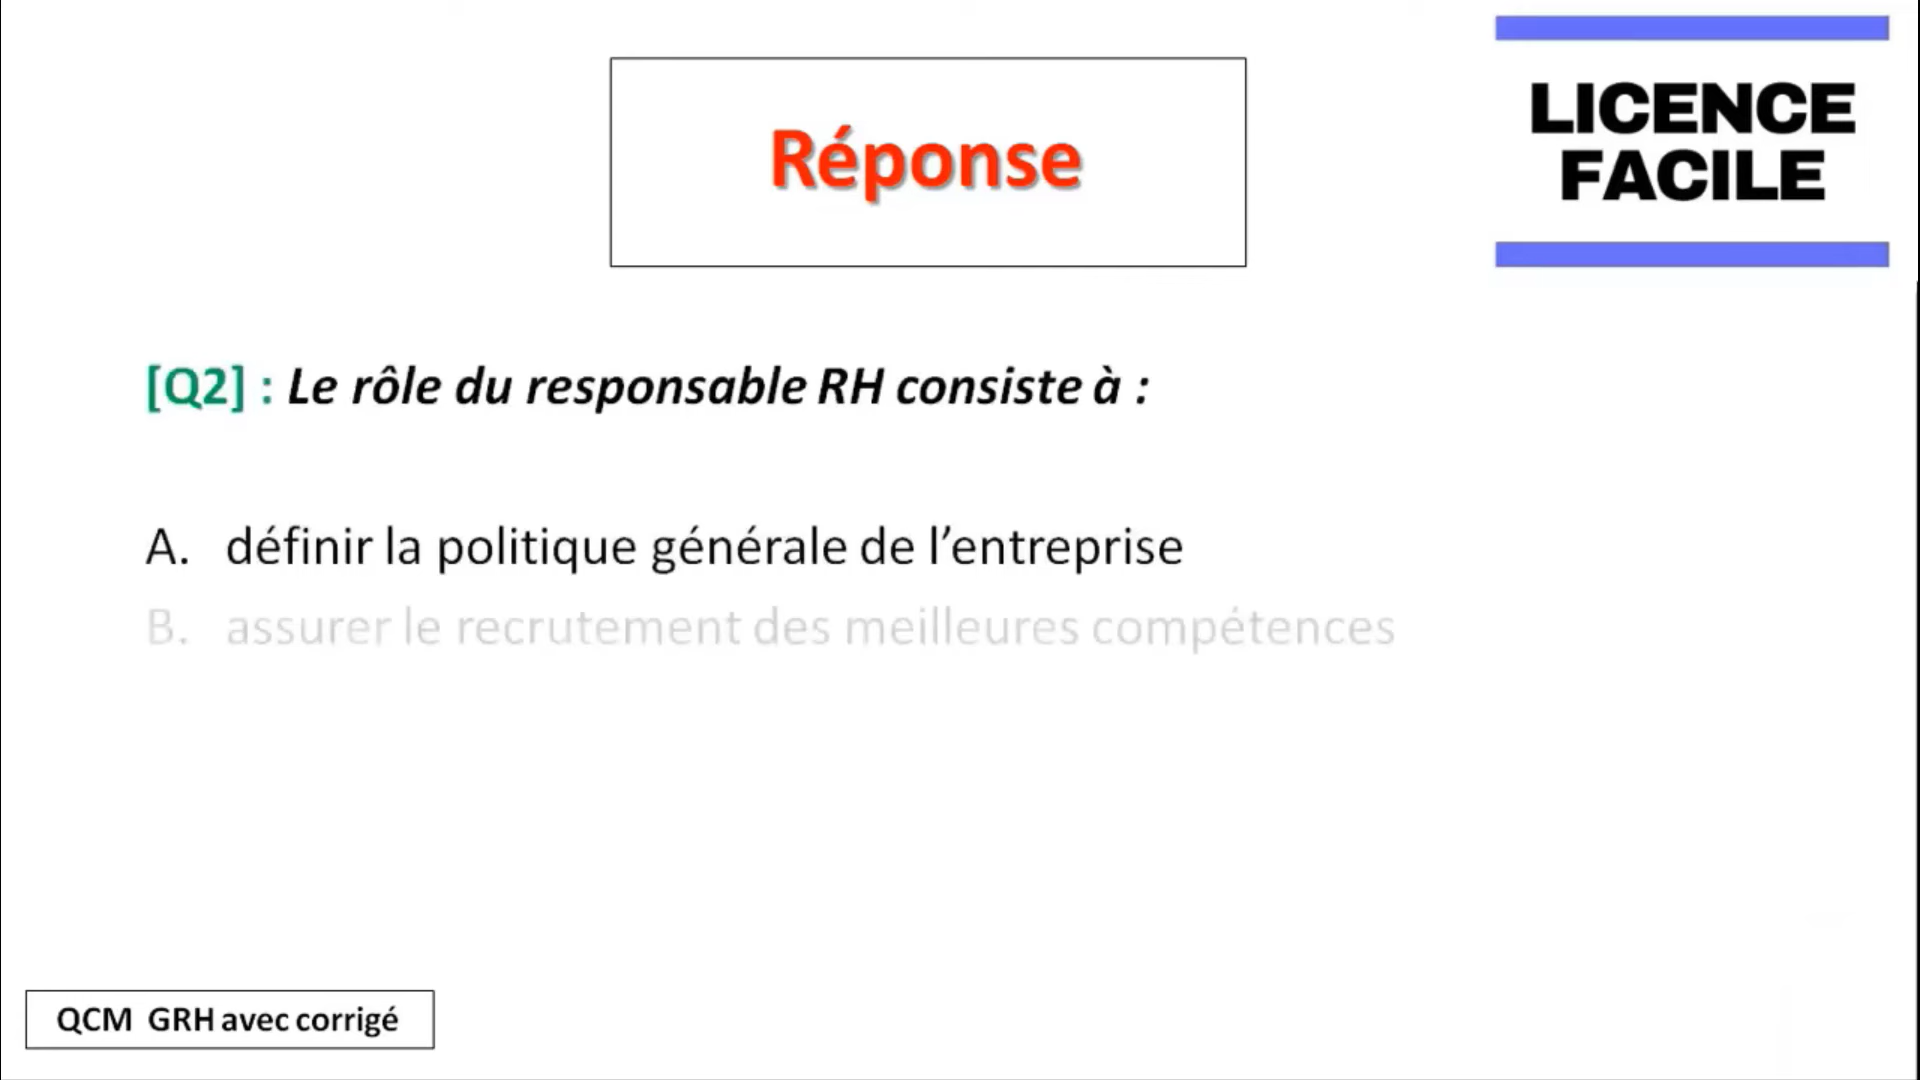 Réponse
LICENCE
FACILE
[Q2] : Le rôle du responsable RH consiste à :
A. définir la politique générale de l’entreprise
B. assurer le recrutement des meilleures compétences
QCM GRH avec corrigé